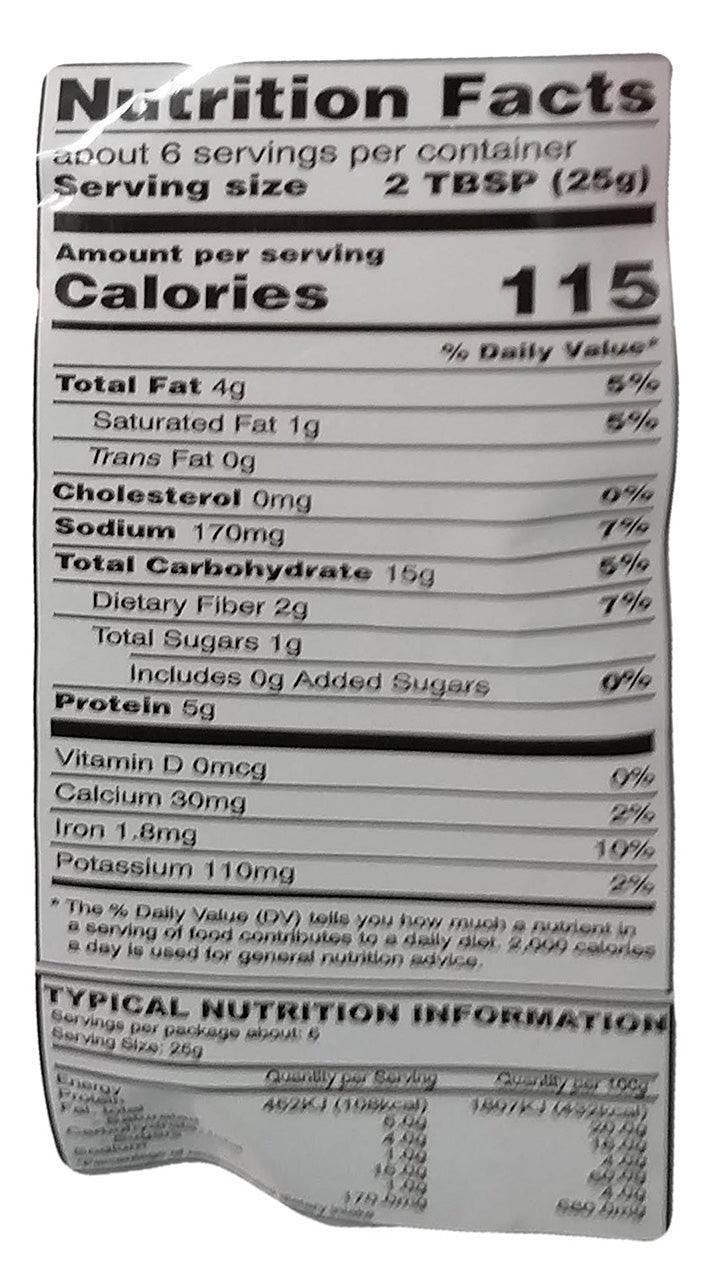 Nutrition Facts
about 6 servings per container
Serving size 2 TBSP (25g)
Amount per serving
Calories 115
% Daily Value*
Total Fat 4g 5%
Saturated Fat 1g 5%
Trans Fat 0g
Cholesterol 0mg 0%
Sodium 170mg 7%
Total Carbohydrate 15g 5%
Dietary Fiber 2g 7%
Total Sugars 1g
Includes 0g Added Sugars 0%
Protein 5g
Vitamin D 0mcg 0%
Calcium 30mg 2%
Iron 1.8mg 10%
Potassium 110mg 2%
* The % Daily Value (DV) tells you how much a nutrient in
a serving of food contributes to a daily diet. 2,000 calories
a day is used for general nutrition advice.
TYPICAL NUTRITION INFORMATION
Servings per package about: 6
Serving Size: 25g
Quantity per Serving Quantity per 100g
Energy
Protein